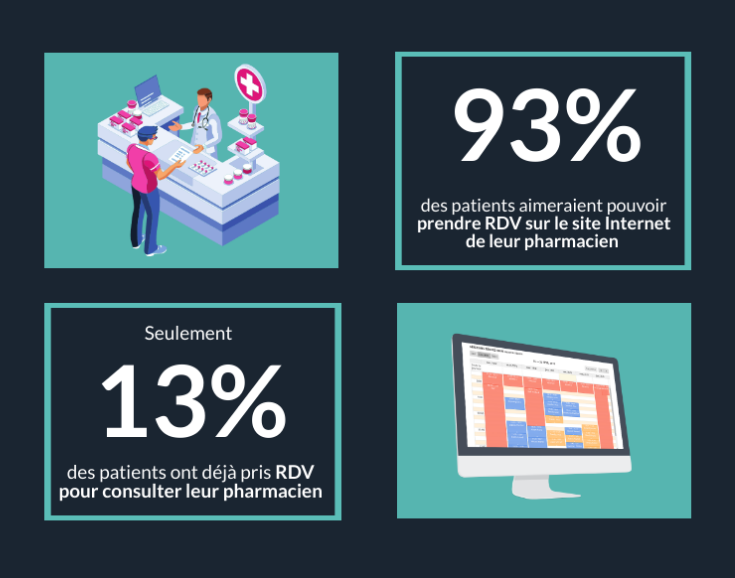 93%
des patients aimeraient pouvoir
prendre RDV sur le site Internet
de leur pharmacien
Seulement
13%
des patients ont déjà pris RDV
pour consulter leur pharmacien